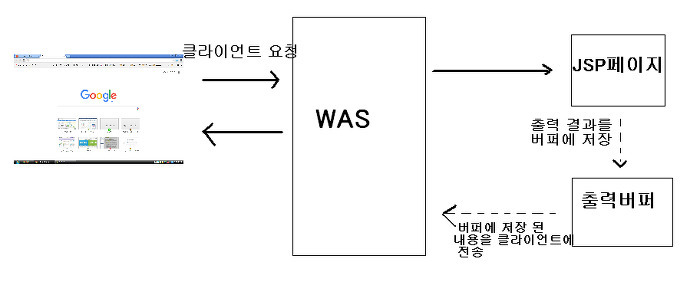 클라이언트 요청
Google
WAS
JSP페이지
출력 결과를
버퍼에 저장
출력버퍼
버퍼에 저장 된
내용을 클라이언트에
전송